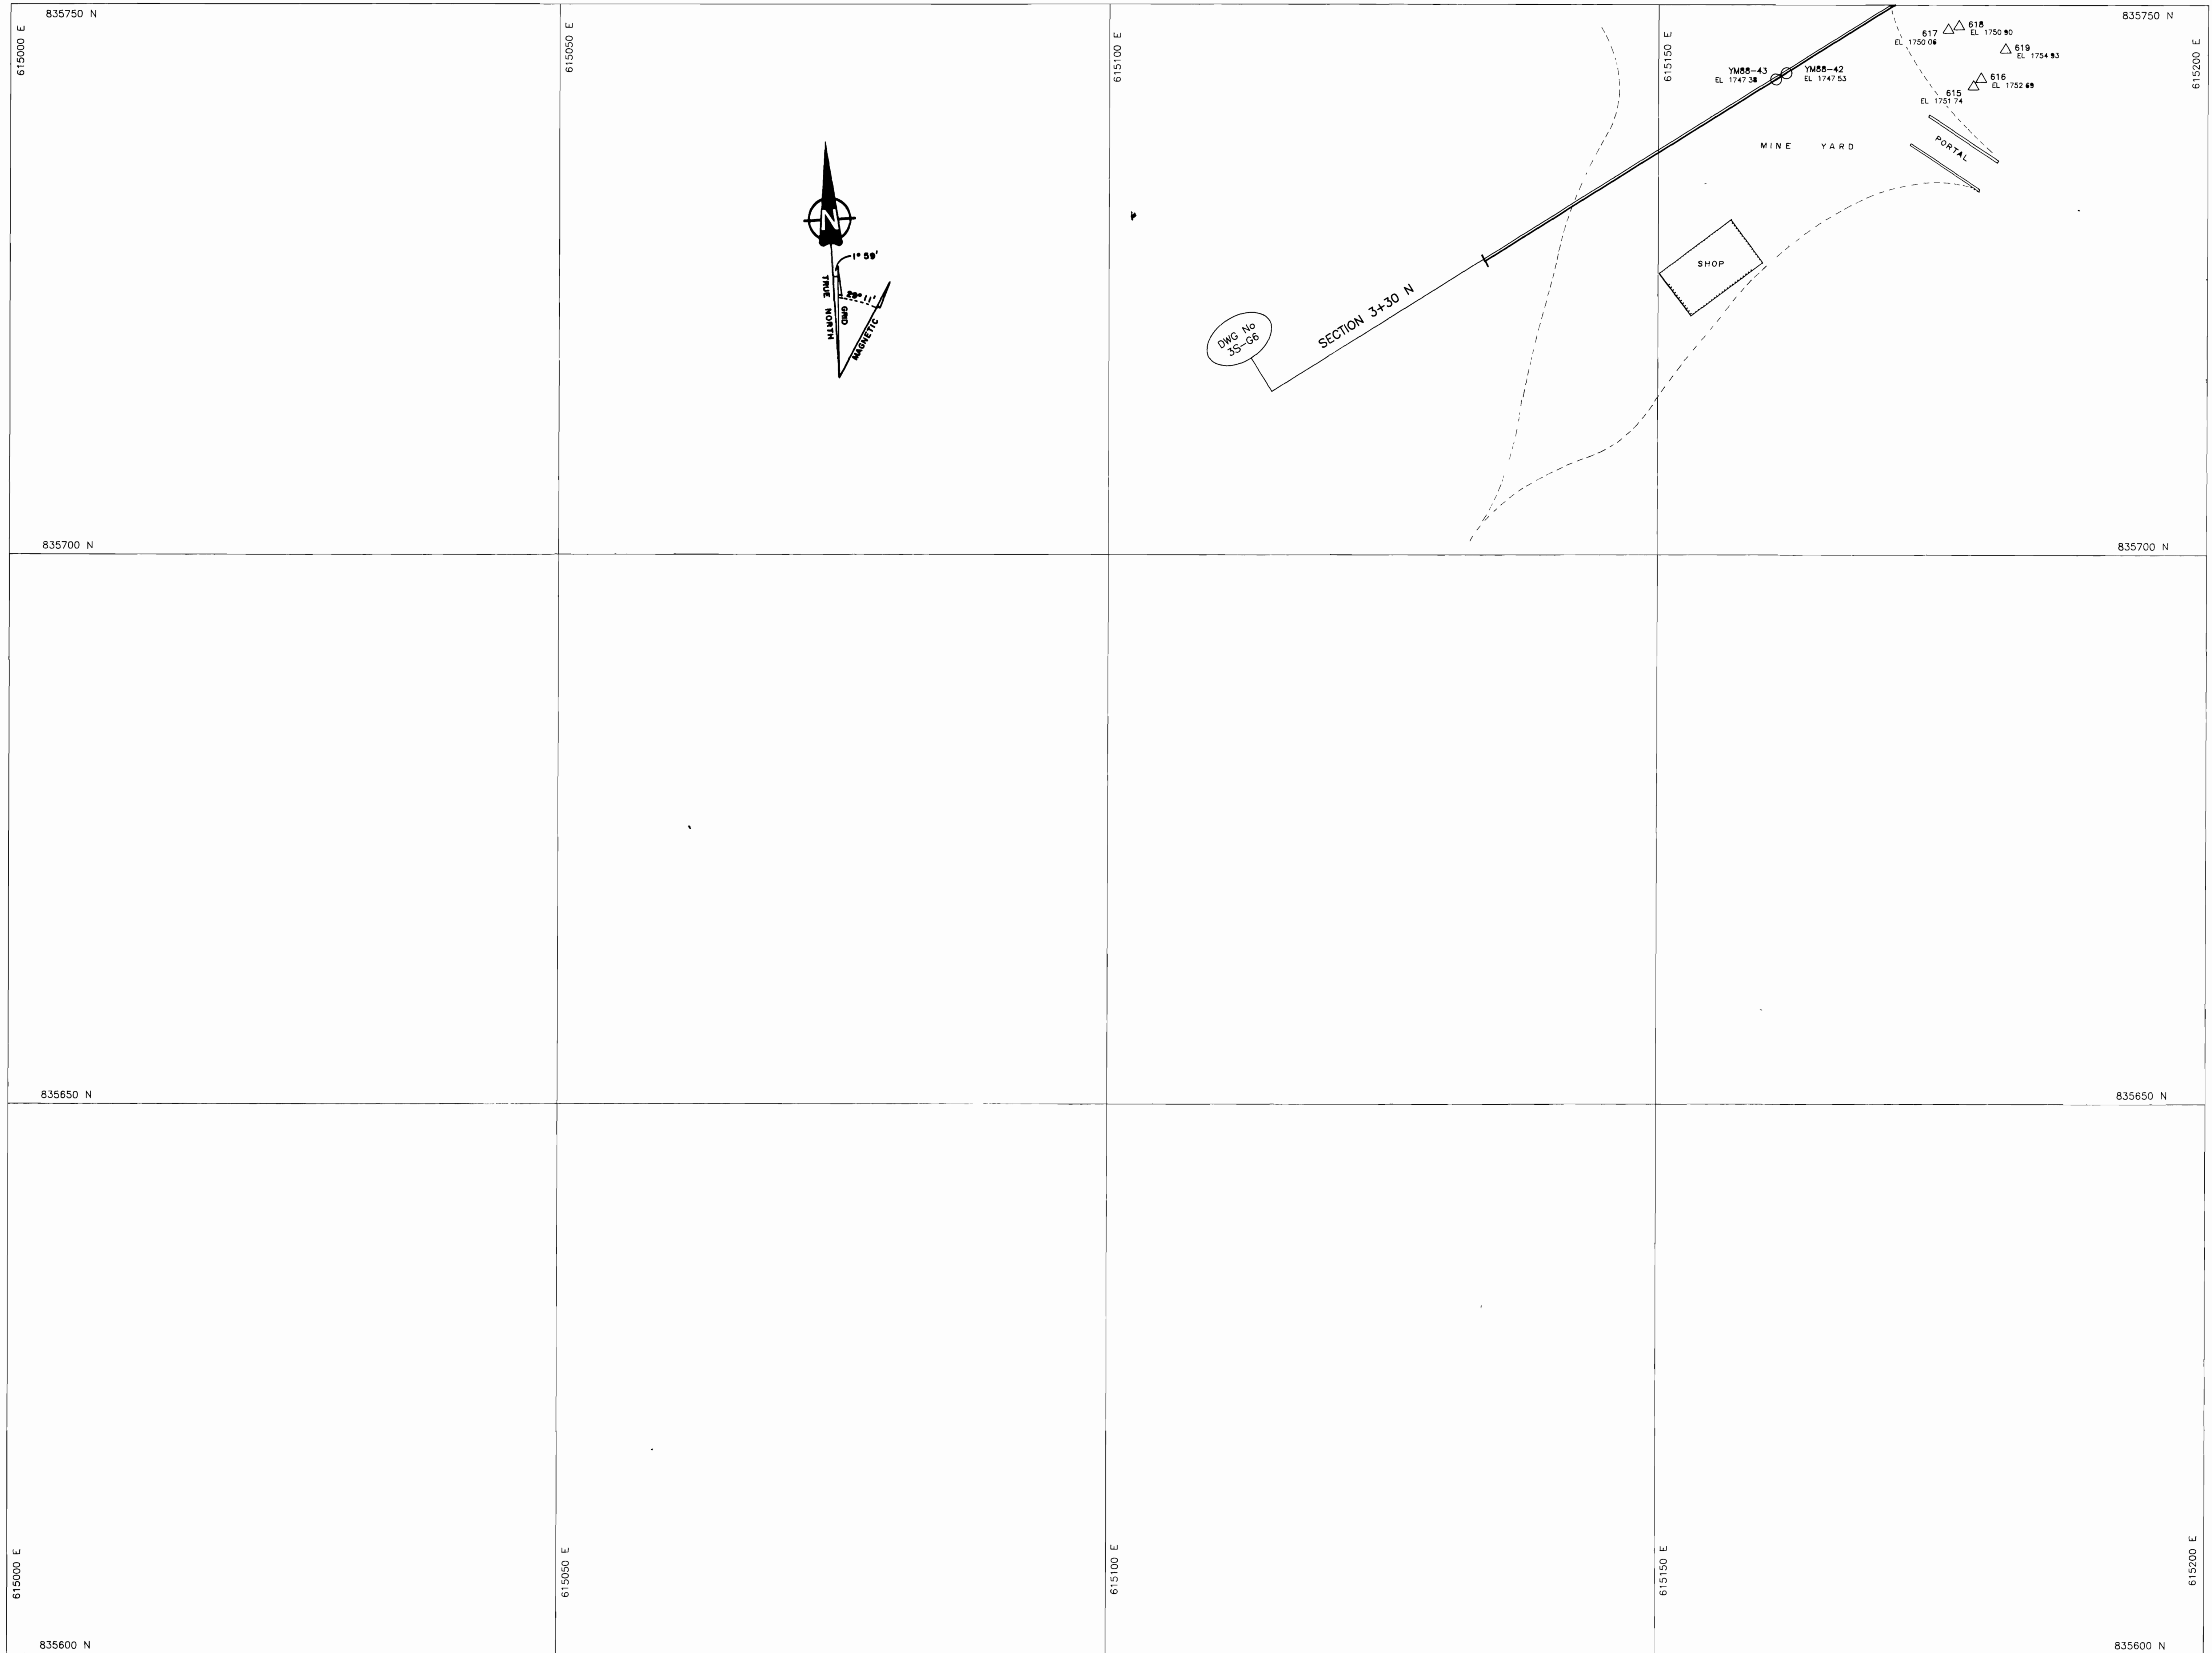 835750 N
835750 N
615000 E
615050 E
615100 E
615150 E
615200 E
617
EL 1750 06
618
EL 1750 90
619
EL 1754 93
YM88-43
EL 1747 38
YM88-42
EL 1747 53
616
EL 1752 69
615
EL 1751 74
MINE YARD
PORTAL
SHOP
N
1° 59'
TRUE NORTH
GRID
MAGNETIC
SECTION 3+30 N
DWG No
3S-G6
835700 N
835700 N
835650 N
835650 N
615000 E
615050 E
615100 E
615150 E
615200 E
835600 N
835600 N